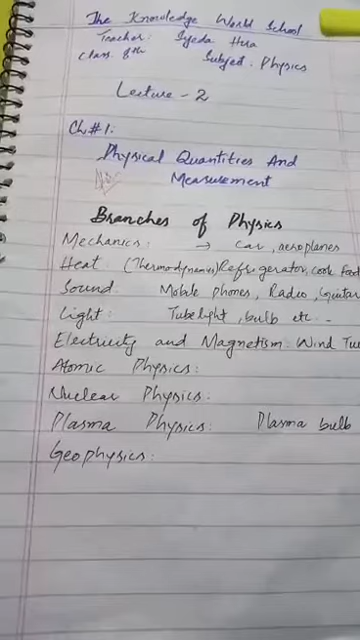 The Knowledge World School
Teacher: Syeda Hira
Class: 8th Subject: Physics
Lecture - 2
Ch#1:
Physical Quantities And
Measurement
Branches of Physics
Mechanics: → Car, aeroplanes
Heat: (Thermodynamics) Refrigerator, cook food
Sound: Mobile phones, Radio, Guitar
Light: Tubelight, bulb etc.
Electricity and Magnetism: Wind Tu
Atomic Physics:
Nuclear Physics:
Plasma Physics: Plasma bulb
Geophysics: